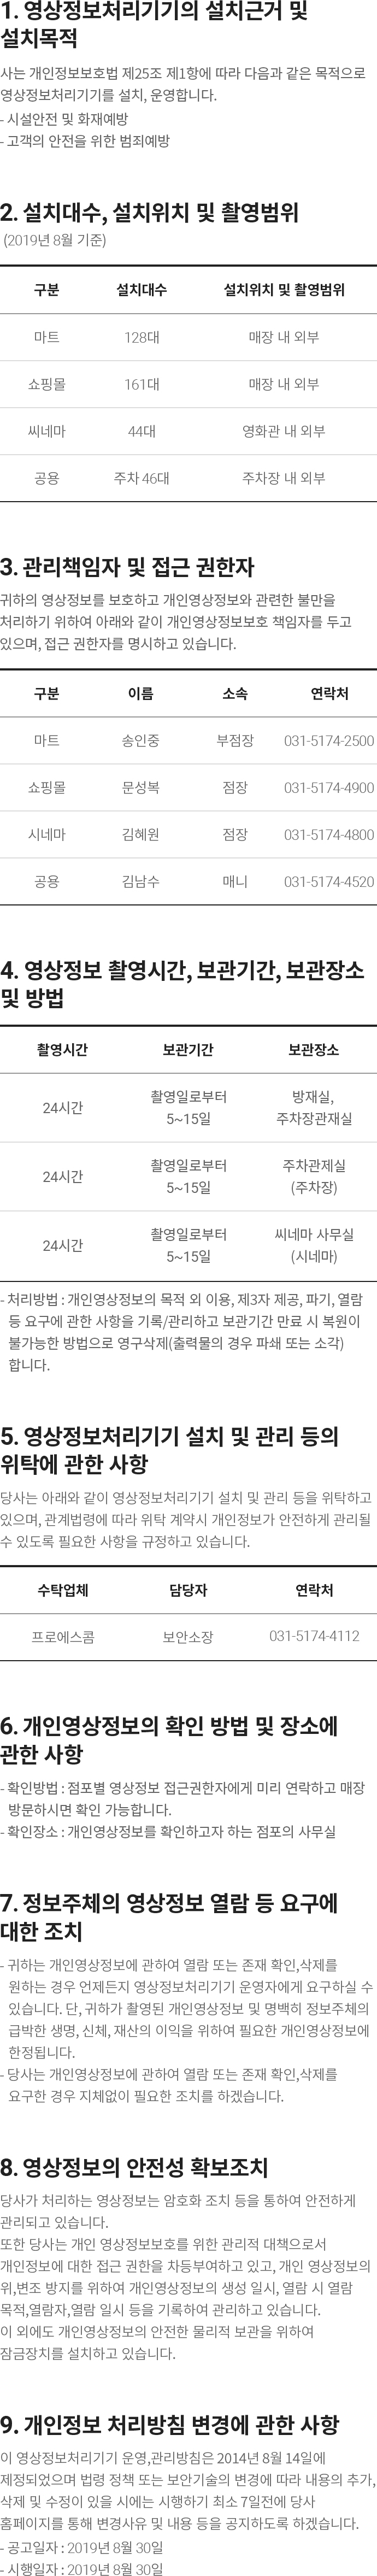 1. 영상정보처리기기의 설치근거 및
설치목적
사는 개인정보보호법 제25조 제1항에 따라 다음과 같은 목적으로
영상정보처리기기를 설치, 운영합니다.
- 시설안전 및 화재예방
- 고객의 안전을 위한 범죄예방
2. 설치대수, 설치위치 및 촬영범위
(2019년 8월 기준)
구분 설치대수 설치위치 및 촬영범위
마트 128대 매장 내 외부
쇼핑몰 161대 매장 내 외부
씨네마 44대 영화관 내 외부
공용 주차 46대 주차장 내 외부
3. 관리책임자 및 접근 권한자
귀하의 영상정보를 보호하고 개인영상정보와 관련한 불만을
처리하기 위하여 아래와 같이 개인영상정보보호 책임자를 두고
있으며, 접근 권한자를 명시하고 있습니다.
구분 이름 소속 연락처
마트 송인중 부점장 031-5174-2500
쇼핑몰 문성복 점장 031-5174-4900
시네마 김혜원 점장 031-5174-4800
공용 김남수 매니 031-5174-4520
4. 영상정보 촬영시간, 보관기간, 보관장소
및 방법
촬영시간 보관기간 보관장소
24시간 촬영일로부터 5~15일 방재실, 주차장관재실
24시간 촬영일로부터 5~15일 주차관제실 (주차장)
24시간 촬영일로부터 5~15일 씨네마 사무실 (시네마)
- 처리방법 : 개인영상정보의 목적 외 이용, 제3자 제공, 파기, 열람
등 요구에 관한 사항을 기록/관리하고 보관기간 만료 시 복원이
불가능한 방법으로 영구삭제(출력물의 경우 파쇄 또는 소각)
합니다.
5. 영상정보처리기기 설치 및 관리 등의
위탁에 관한 사항
당사는 아래와 같이 영상정보처리기기 설치 및 관리 등을 위탁하고
있으며, 관계법령에 따라 위탁 계약시 개인정보가 안전하게 관리될
수 있도록 필요한 사항을 규정하고 있습니다.
수탁업체 담당자 연락처
프로에스콤 보안소장 031-5174-4112
6. 개인영상정보의 확인 방법 및 장소에
관한 사항
- 확인방법 : 점포별 영상정보 접근권한자에게 미리 연락하고 매장
방문하시면 확인 가능합니다.
- 확인장소 : 개인영상정보를 확인하고자 하는 점포의 사무실
7. 정보주체의 영상정보 열람 등 요구에
대한 조치
- 귀하는 개인영상정보에 관하여 열람 또는 존재 확인,삭제를
원하는 경우 언제든지 영상정보처리기기 운영자에게 요구하실 수
있습니다. 단, 귀하가 촬영된 개인영상정보 및 명백히 정보주체의
급박한 생명, 신체, 재산의 이익을 위하여 필요한 개인영상정보에
한정됩니다.
- 당사는 개인영상정보에 관하여 열람 또는 존재 확인,삭제를
요구한 경우 지체없이 필요한 조치를 하겠습니다.
8. 영상정보의 안전성 확보조치
당사가 처리하는 영상정보는 암호화 조치 등을 통하여 안전하게
관리되고 있습니다.
또한 당사는 개인 영상정보보호를 위한 관리적 대책으로서
개인정보에 대한 접근 권한을 차등부여하고 있고, 개인 영상정보의
위,변조 방지를 위하여 개인영상정보의 생성 일시, 열람 시 열람
목적,열람자,열람 일시 등을 기록하여 관리하고 있습니다.
이 외에도 개인영상정보의 안전한 물리적 보관을 위하여
잠금장치를 설치하고 있습니다.
9. 개인정보 처리방침 변경에 관한 사항
이 영상정보처리기기 운영,관리방침은 2014년 8월 14일에
제정되었으며 법령 정책 또는 보안기술의 변경에 따라 내용의 추가,
삭제 및 수정이 있을 시에는 시행하기 최소 7일전에 당사
홈페이지를 통해 변경사유 및 내용 등을 공지하도록 하겠습니다.
- 공고일자 : 2019년 8월 30일
- 시행일자 : 2019년 8월 30일